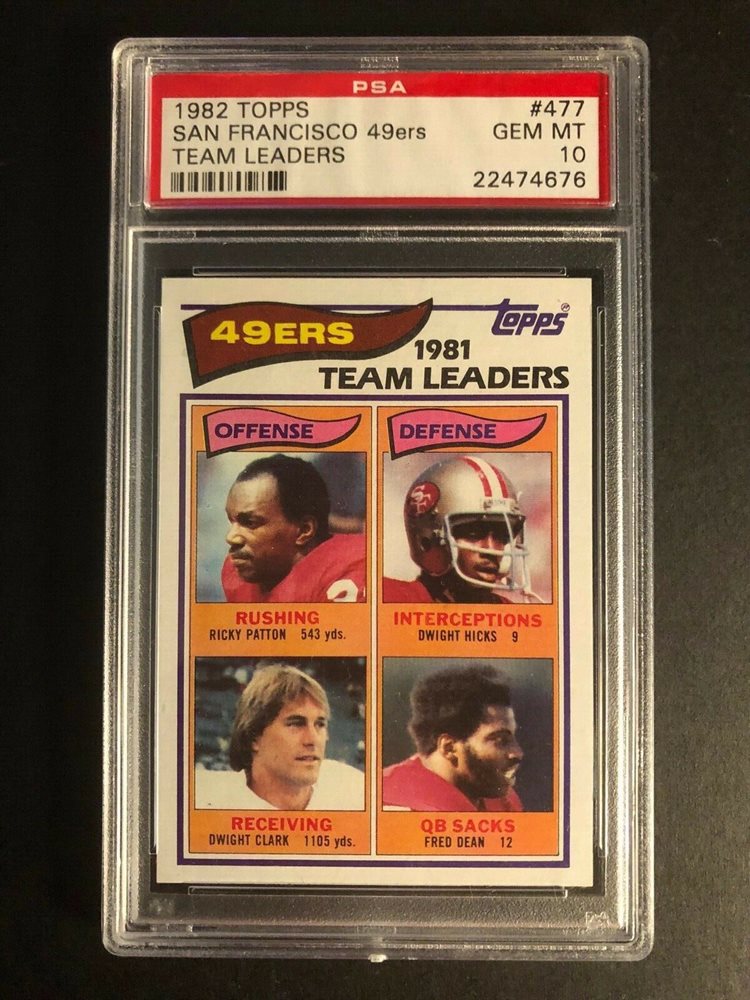 PSA
1982 TOPPS #477
SAN FRANCISCO 49ers GEM MT
TEAM LEADERS 10
22474676
49ERS
topps®
1981
TEAM LEADERS
OFFENSE
DEFENSE
RUSHING
RICKY PATTON 543 yds.
INTERCEPTIONS
DWIGHT HICKS 9
RECEIVING
DWIGHT CLARK 1105 yds.
QB SACKS
FRED DEAN 12